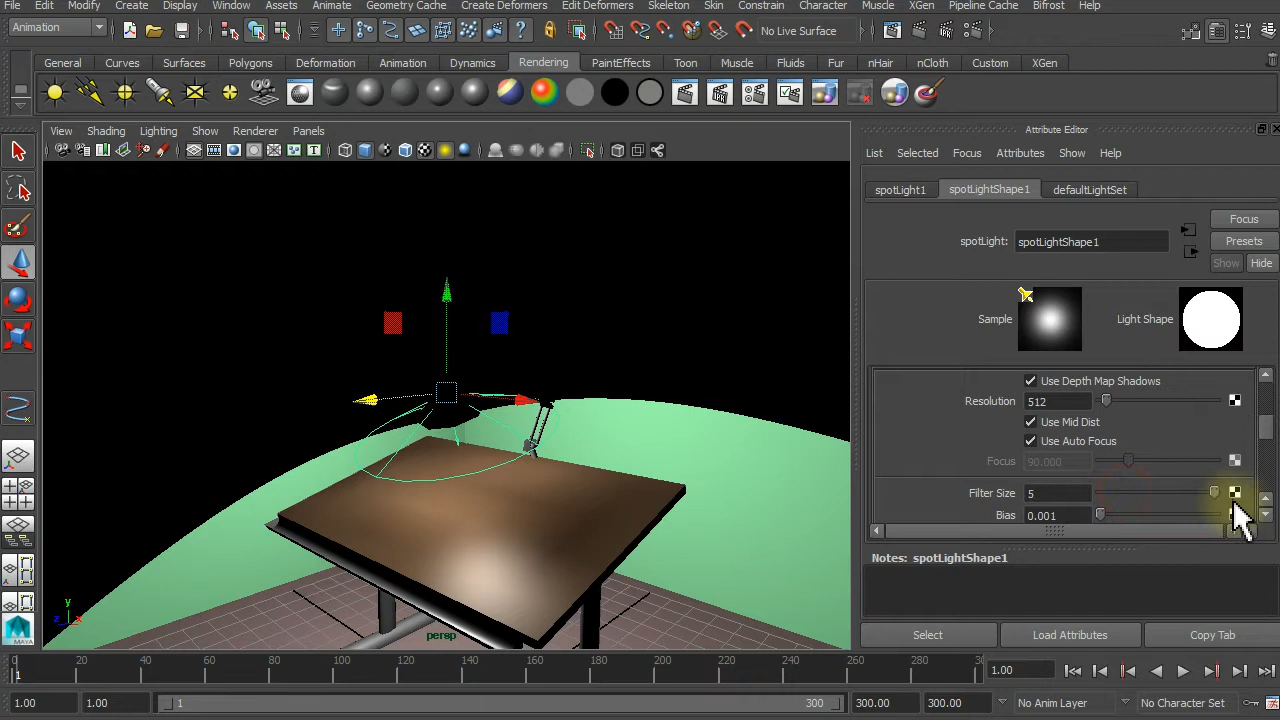 File Edit Modify Create Display Window Assets Animate Geometry Cache Create Deformers Edit Deformers Skeleton Skin Constrain Character Muscle XGen Pipeline Cache Bifrost Help
Animation No Live Surface
General Curves Surfaces Polygons Deformation Animation Dynamics Rendering PaintEffects Toon Muscle Fluids Fur nHair nCloth Custom XGen
View Shading Lighting Show Renderer Panels
Attribute Editor
List Selected Focus Attributes Show Help
spotLight1 spotLightShape1 defaultLightSet
Focus
spotLight: spotLightShape1 Presets
Show Hide
Sample Light Shape
Use Depth Map Shadows
Resolution 512
Use Mid Dist
Use Auto Focus
Focus 90.000
Filter Size 5
Bias 0.001
Notes: spotLightShape1
Select Load Attributes Copy Tab
y
z x
persp
MAYA
0 20 40 60 80 100 120 140 160 180 200 220 240 260 280
1
1.00
1.00 1.00 1 300 300.00 300.00 No Anim Layer No Character Set